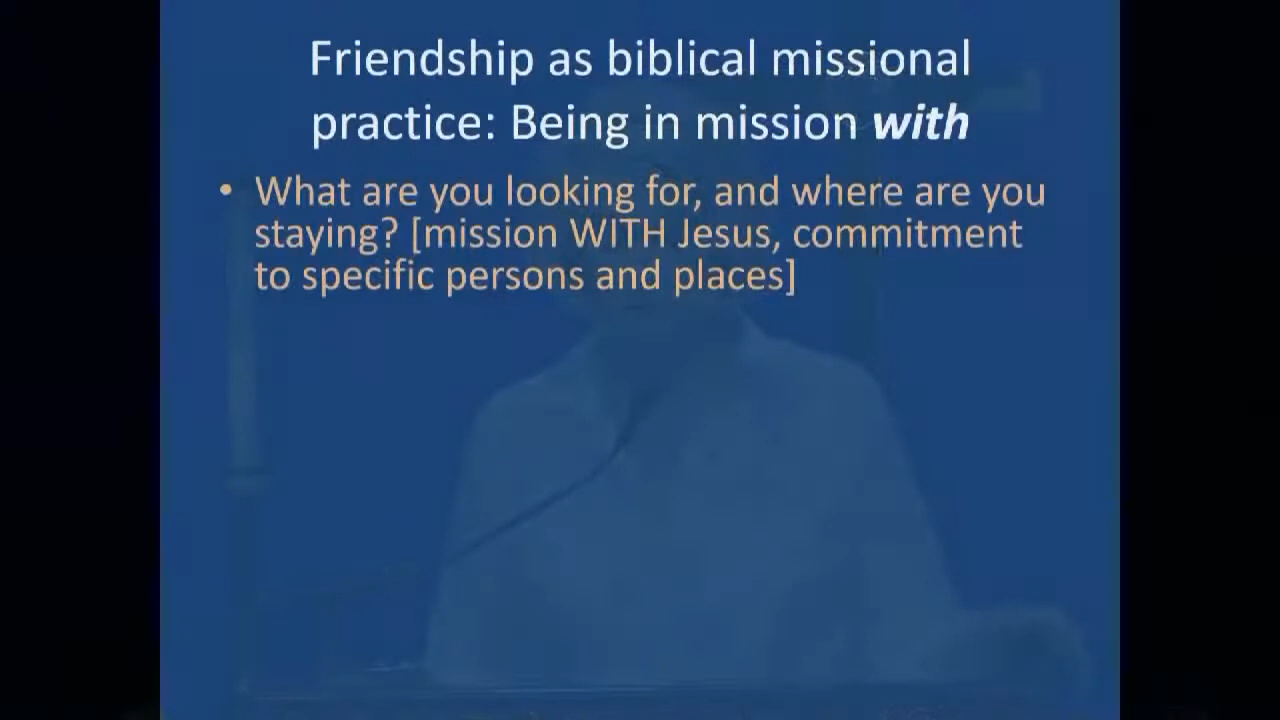 Friendship as biblical missional
practice: Being in mission with
• What are you looking for, and where are you
staying? [mission WITH Jesus, commitment
to specific persons and places]